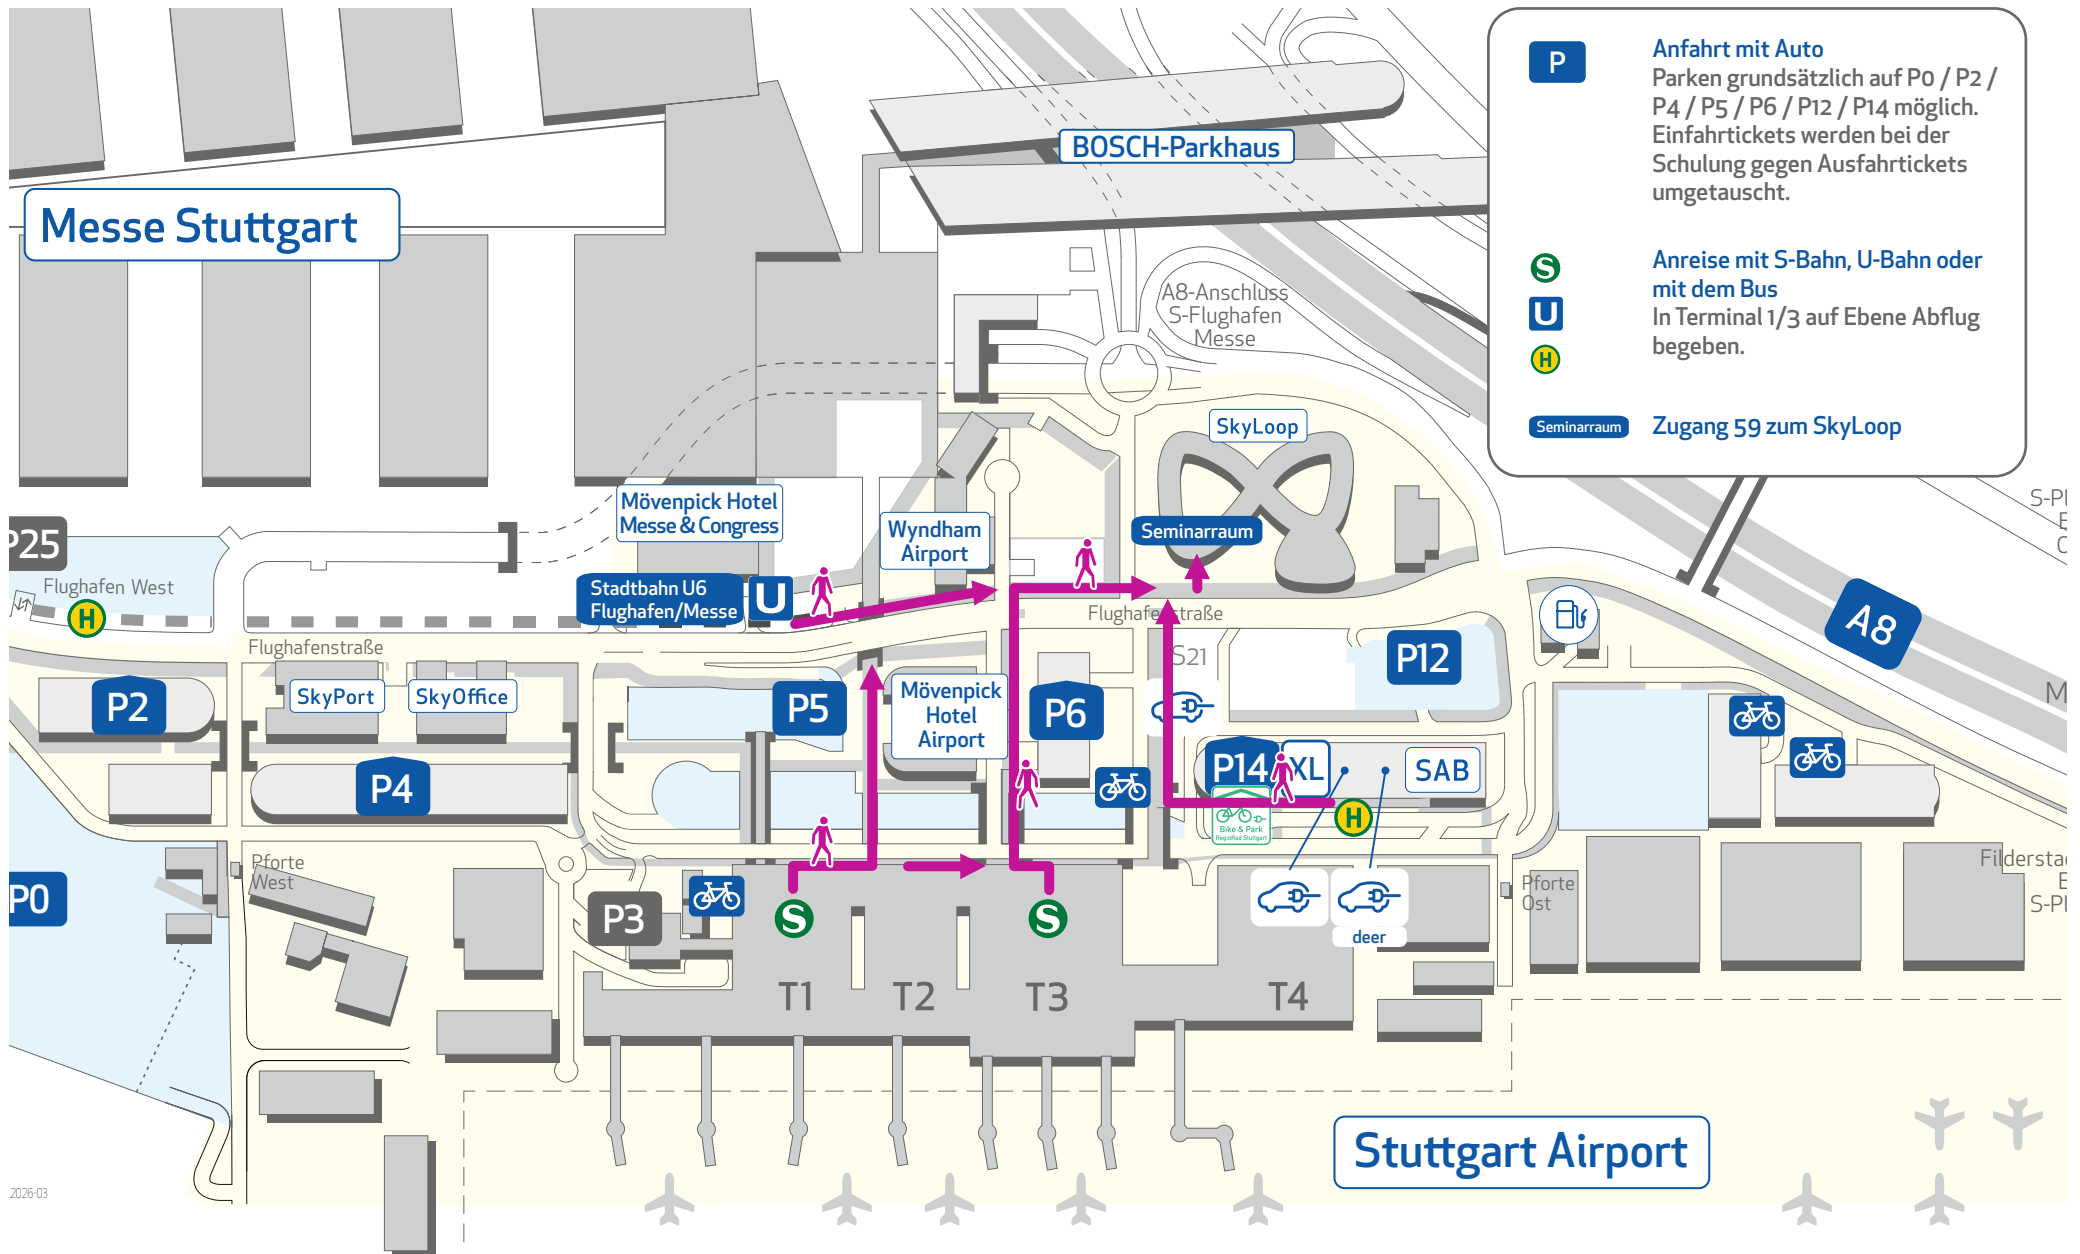 P
Anfahrt mit Auto
Parken grundsätzlich auf P0 / P2 /
P4 / P5 / P6 / P12 / P14 möglich.
Einfahrtickets werden bei der
Schulung gegen Ausfahrtickets
umgetauscht.
S
U
H
Anreise mit S-Bahn, U-Bahn oder
mit dem Bus
In Terminal 1/3 auf Ebene Abflug
begeben.
Seminarraum
Zugang 59 zum SkyLoop
BOSCH-Parkhaus
Messe Stuttgart
A8-Anschluss
S-Flughafen
Messe
SkyLoop
Mövenpick Hotel
Messe & Congress
Wyndham
Airport
Seminarraum
P25
Flughafen West
H
Stadtbahn U6
Flughafen/Messe
U
Flughafenstraße
Flughafenstraße
A8
S21
P12
P2
SkyPort
SkyOffice
P5
Mövenpick
Hotel
Airport
P6
P4
P14
XL
SAB
Bike & Park
RegioRad Stuttgart
H
Pforte
West
P0
P3
S
S
deer
Pforte
Ost
T1
T2
T3
T4
Stuttgart Airport
2026-03